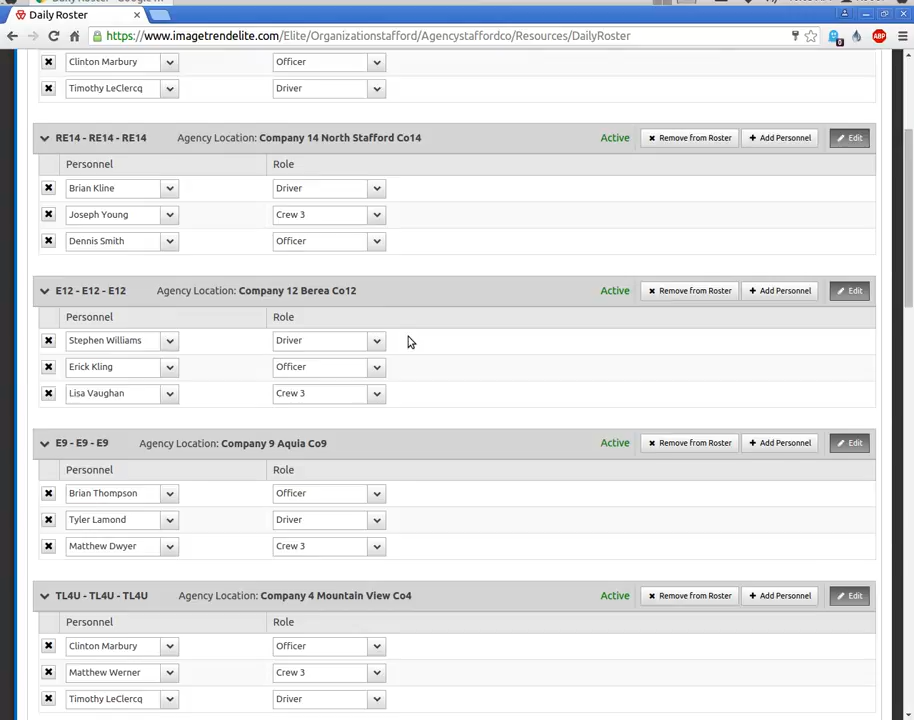 Daily Roster
https://www.imagetrendelite.com/Elite/Organizationstafford/Agencystaffordco/Resources/DailyRoster
Clinton Marbury Officer
Timothy LeClercq Driver
RE14 - RE14 - RE14 Agency Location: Company 14 North Stafford Co14 Active Remove from Roster Add Personnel Edit
Personnel Role
Brian Kline Driver
Joseph Young Crew 3
Dennis Smith Officer
E12 - E12 - E12 Agency Location: Company 12 Berea Co12 Active Remove from Roster Add Personnel Edit
Personnel Role
Stephen Williams Driver
Erick Kling Officer
Lisa Vaughan Crew 3
E9 - E9 - E9 Agency Location: Company 9 Aquia Co9 Active Remove from Roster Add Personnel Edit
Personnel Role
Brian Thompson Officer
Tyler Lamond Driver
Matthew Dwyer Crew 3
TL4U - TL4U - TL4U Agency Location: Company 4 Mountain View Co4 Active Remove from Roster Add Personnel Edit
Personnel Role
Clinton Marbury Officer
Matthew Werner Crew 3
Timothy LeClercq Driver